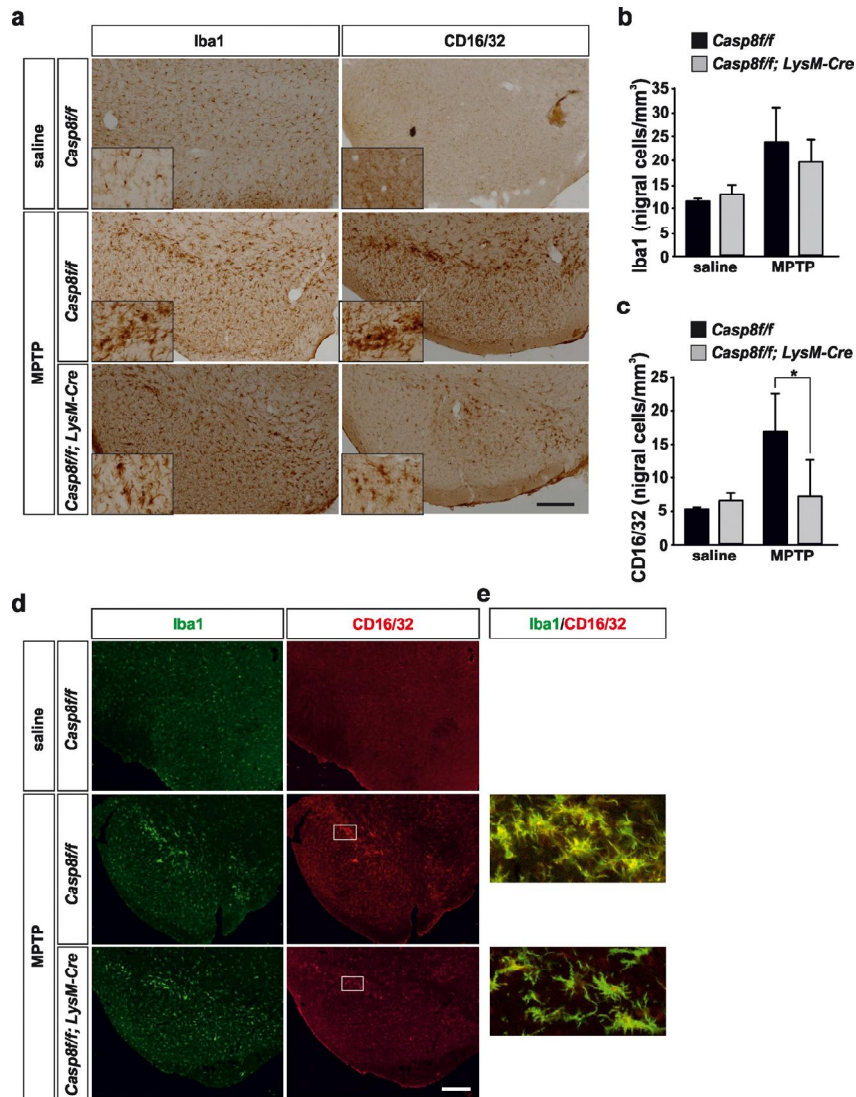 a
Iba1
CD16/32
saline
Casp8f/f
MPTP
Casp8f/f
Casp8f/f; LysM-Cre
b
Casp8f/f
Casp8f/f; LysM-Cre
Iba1 (nigral cells/mm³)
35
30
25
20
15
10
5
0
saline
MPTP
c
Casp8f/f
Casp8f/f; LysM-Cre
CD16/32 (nigral cells/mm³)
25
20
15
10
5
0
*
saline
MPTP
d
Iba1
CD16/32
saline
Casp8f/f
MPTP
Casp8f/f
Casp8f/f; LysM-Cre
e
Iba1/CD16/32